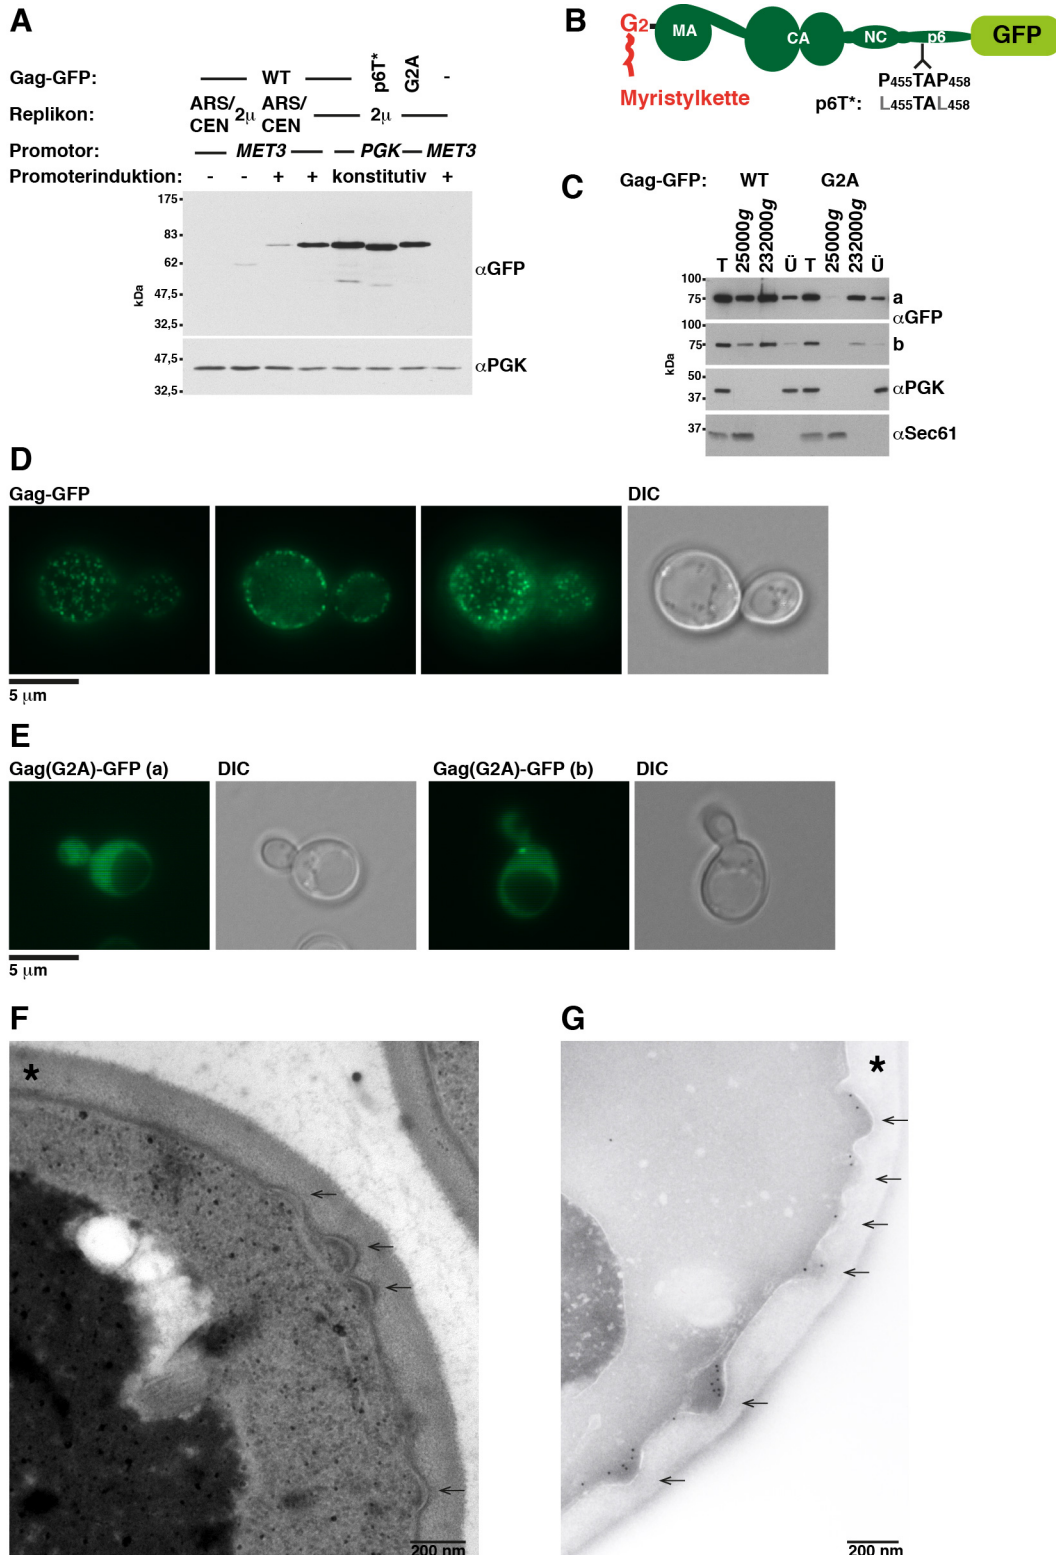 A
Gag-GFP: WT p6T* G2A -
Replikon: ARS/CEN 2μ ARS/CEN 2μ
Promotor: MET3 PGK MET3
Promoterinduktion: - - + + konstitutiv +
175
83
62
47,5
32,5
kDa
αGFP
47,5
32,5
αPGK
B
G2 MA CA NC p6 GFP
Myristylkette
P455TAP458
p6T*: L455TAL458
C
Gag-GFP: WT G2A
T 25000g 232000g Ü T 25000g 232000g Ü
100
75
a
αGFP
100
75
b
kDa
50
37
αPGK
37
αSec61
D
Gag-GFP DIC
5 μm
E
Gag(G2A)-GFP (a) DIC Gag(G2A)-GFP (b) DIC
5 μm
F
*
200 nm
G
*
200 nm